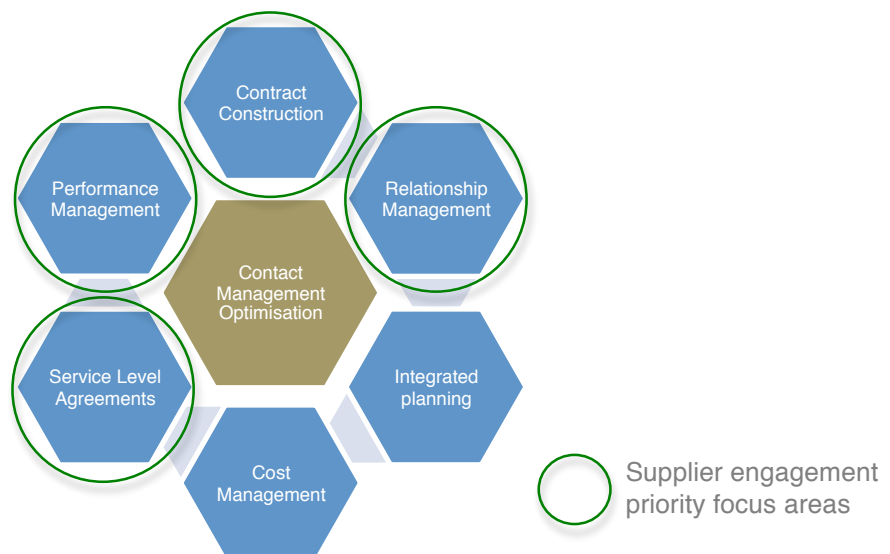 Contract
Construction
Performance
Management
Relationship
Management
Contact
Management
Optimisation
Service Level
Agreements
Integrated
planning
Cost
Management
Supplier engagement
priority focus areas